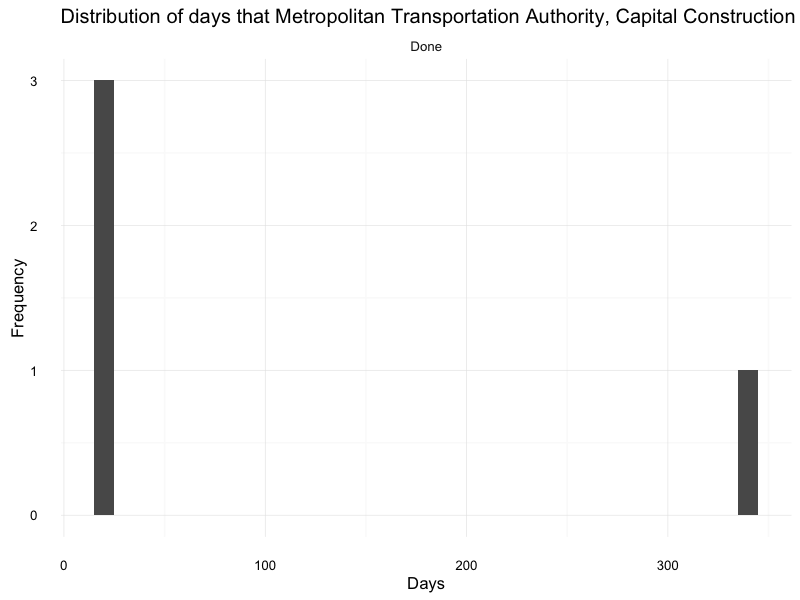 Distribution of days that Metropolitan Transportation Authority, Capital Construction
Done
3
2
1
0
Frequency
0 100 200 300
Days